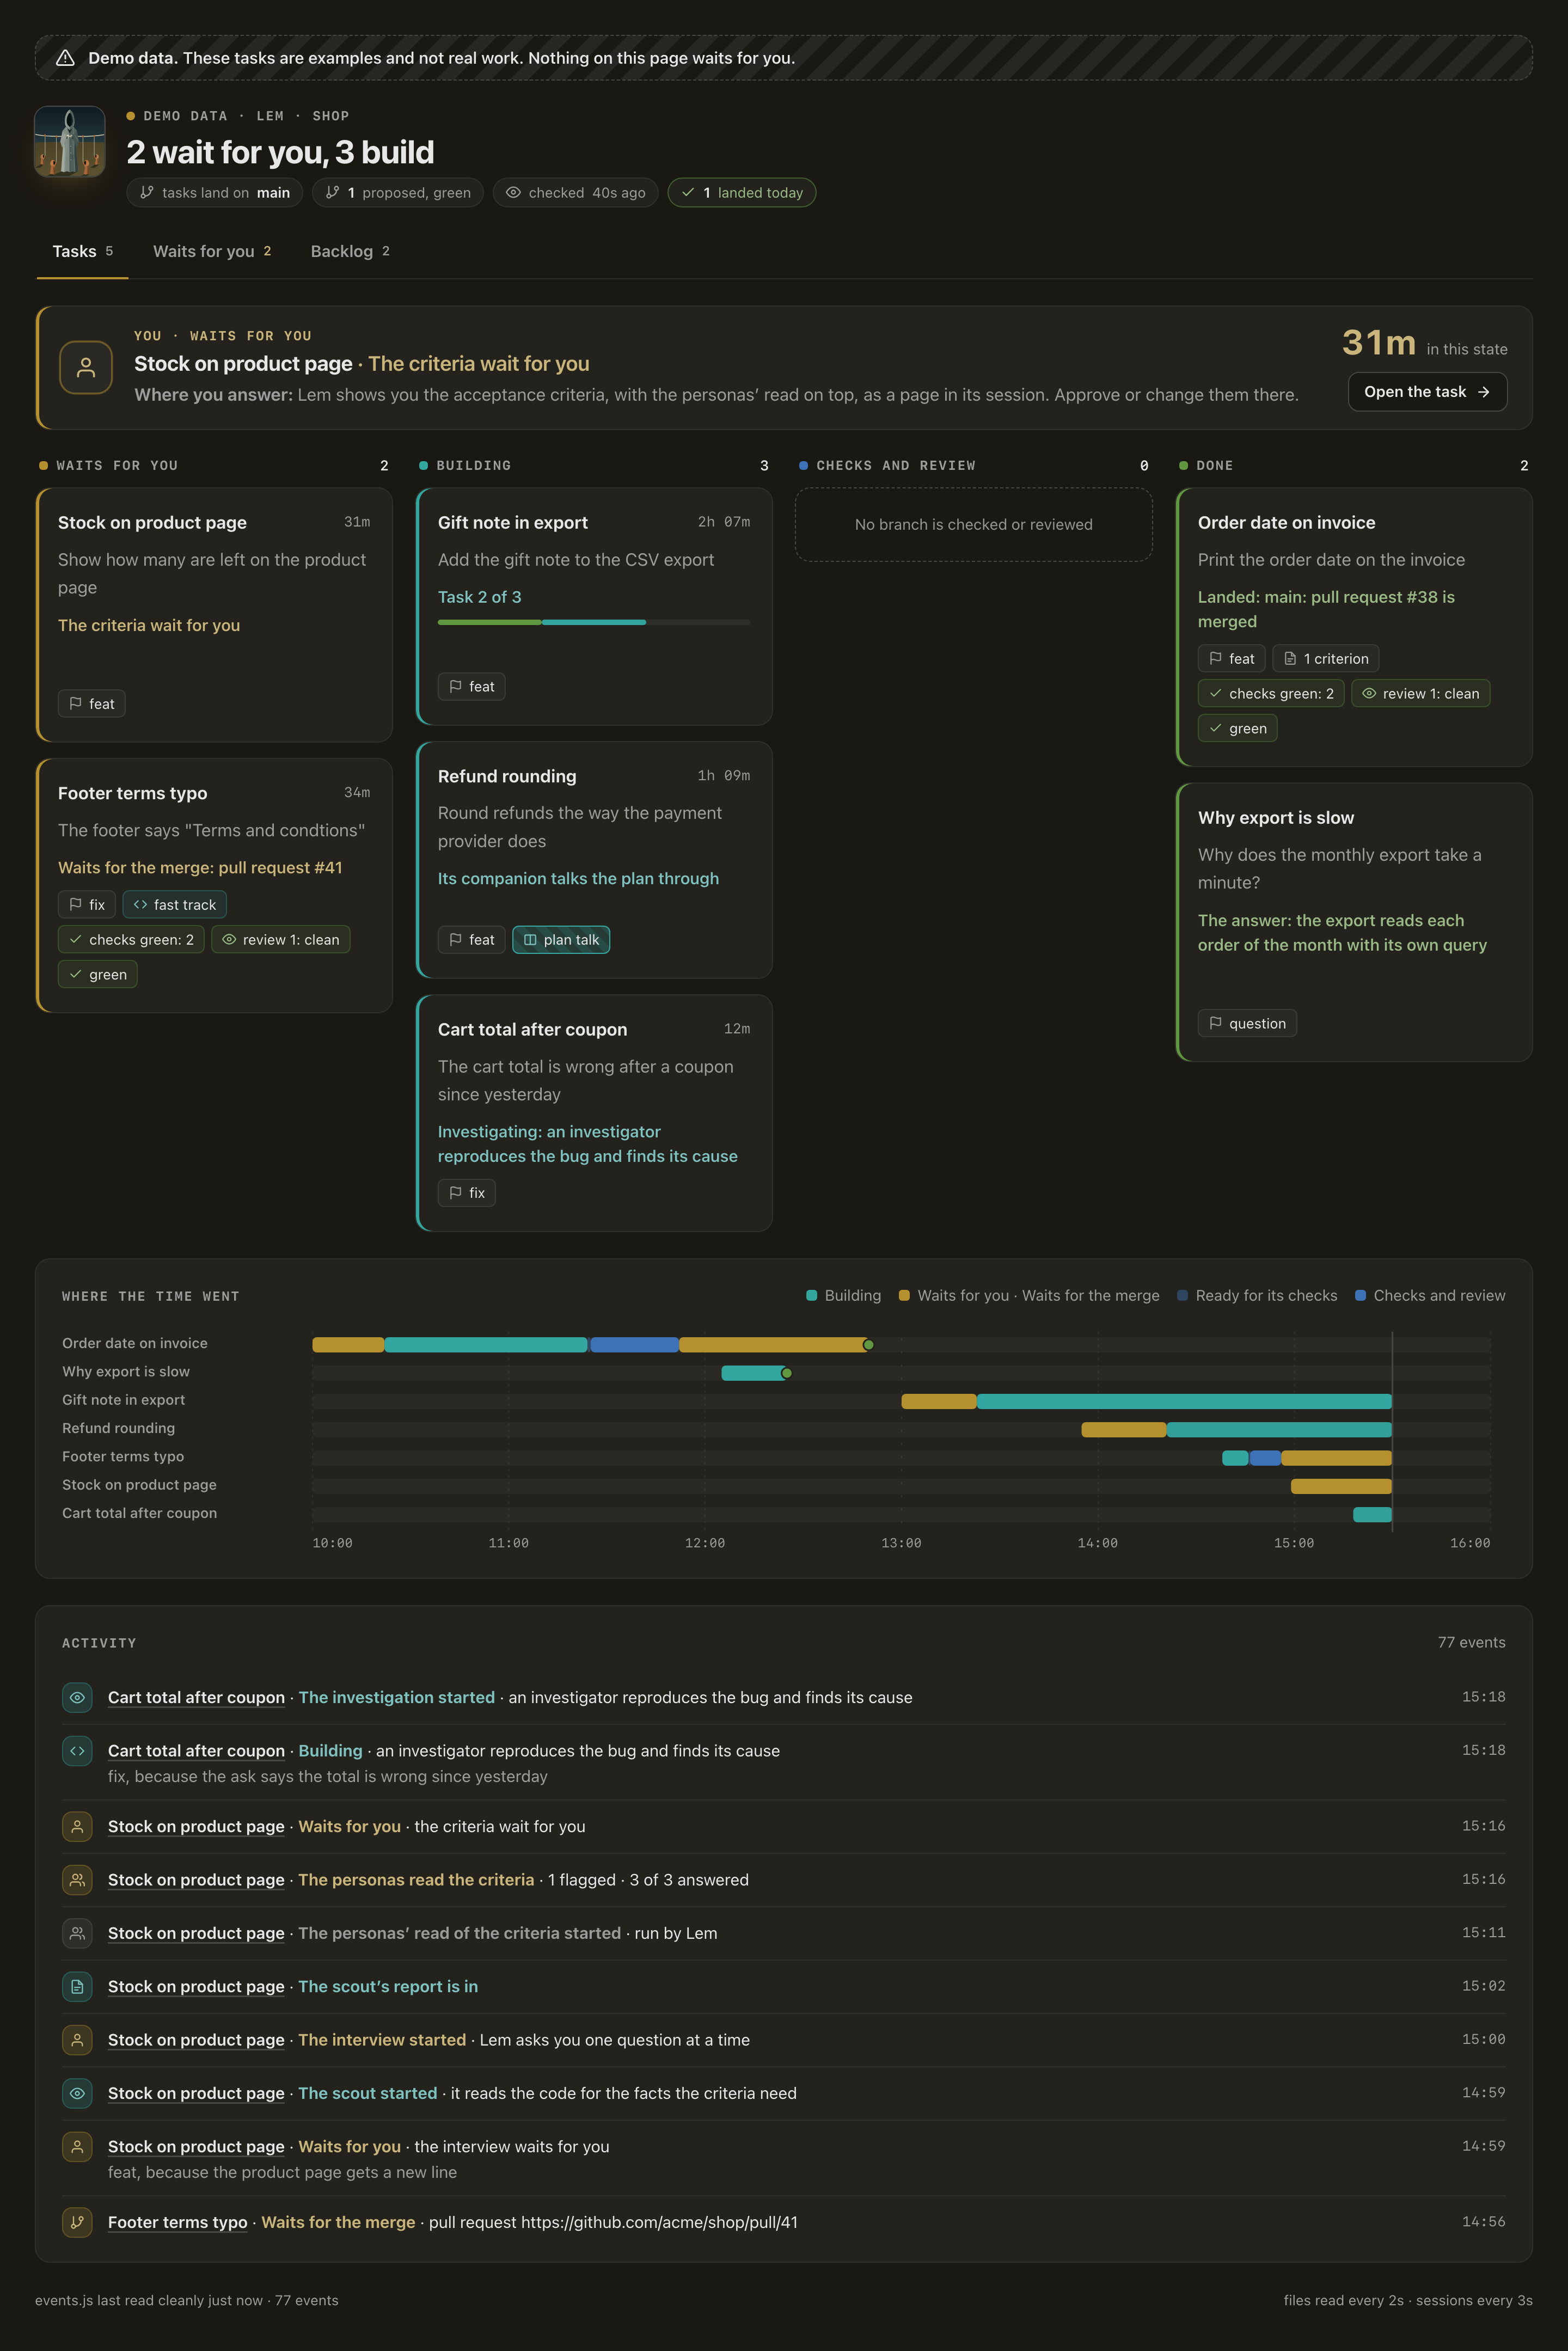 Demo data. These tasks are examples and not real work. Nothing on this page waits for you.
DEMO DATA · LEM · SHOP
2 wait for you, 3 build
tasks land on main
1 proposed, green
checked 40s ago
1 landed today
Tasks 5
Waits for you 2
Backlog 2
YOU · WAITS FOR YOU
Stock on product page · The criteria wait for you
Where you answer: Lem shows you the acceptance criteria, with the personas’ read on top, as a page in its session. Approve or change them there.
31m in this state
Open the task
WAITS FOR YOU 2
Stock on product page 31m
Show how many are left on the product
page
The criteria wait for you
feat
Footer terms typo 34m
The footer says "Terms and condtions"
Waits for the merge: pull request #41
fix
fast track
checks green: 2
review 1: clean
green
BUILDING 3
Gift note in export 2h 07m
Add the gift note to the CSV export
Task 2 of 3
feat
Refund rounding 1h 09m
Round refunds the way the payment
provider does
Its companion talks the plan through
feat
plan talk
Cart total after coupon 12m
The cart total is wrong after a coupon
since yesterday
Investigating: an investigator
reproduces the bug and finds its cause
fix
CHECKS AND REVIEW 0
No branch is checked or reviewed
DONE 2
Order date on invoice
Print the order date on the invoice
Landed: main: pull request #38 is
merged
feat
1 criterion
checks green: 2
review 1: clean
green
Why export is slow
Why does the monthly export take a
minute?
The answer: the export reads each
order of the month with its own query
question
WHERE THE TIME WENT
Building
Waits for you · Waits for the merge
Ready for its checks
Checks and review
Order date on invoice
Why export is slow
Gift note in export
Refund rounding
Footer terms typo
Stock on product page
Cart total after coupon
10:00 11:00 12:00 13:00 14:00 15:00 16:00
ACTIVITY
77 events
Cart total after coupon · The investigation started · an investigator reproduces the bug and finds its cause 15:18
Cart total after coupon · Building · an investigator reproduces the bug and finds its cause 15:18
fix, because the ask says the total is wrong since yesterday
Stock on product page · Waits for you · the criteria wait for you 15:16
Stock on product page · The personas read the criteria · 1 flagged · 3 of 3 answered 15:16
Stock on product page · The personas’ read of the criteria started · run by Lem 15:11
Stock on product page · The scout’s report is in 15:02
Stock on product page · The interview started · Lem asks you one question at a time 15:00
Stock on product page · The scout started · it reads the code for the facts the criteria need 14:59
Stock on product page · Waits for you · the interview waits for you 14:59
feat, because the product page gets a new line
Footer terms typo · Waits for the merge · pull request https://github.com/acme/shop/pull/41 14:56
events.js last read cleanly just now · 77 events
files read every 2s · sessions every 3s